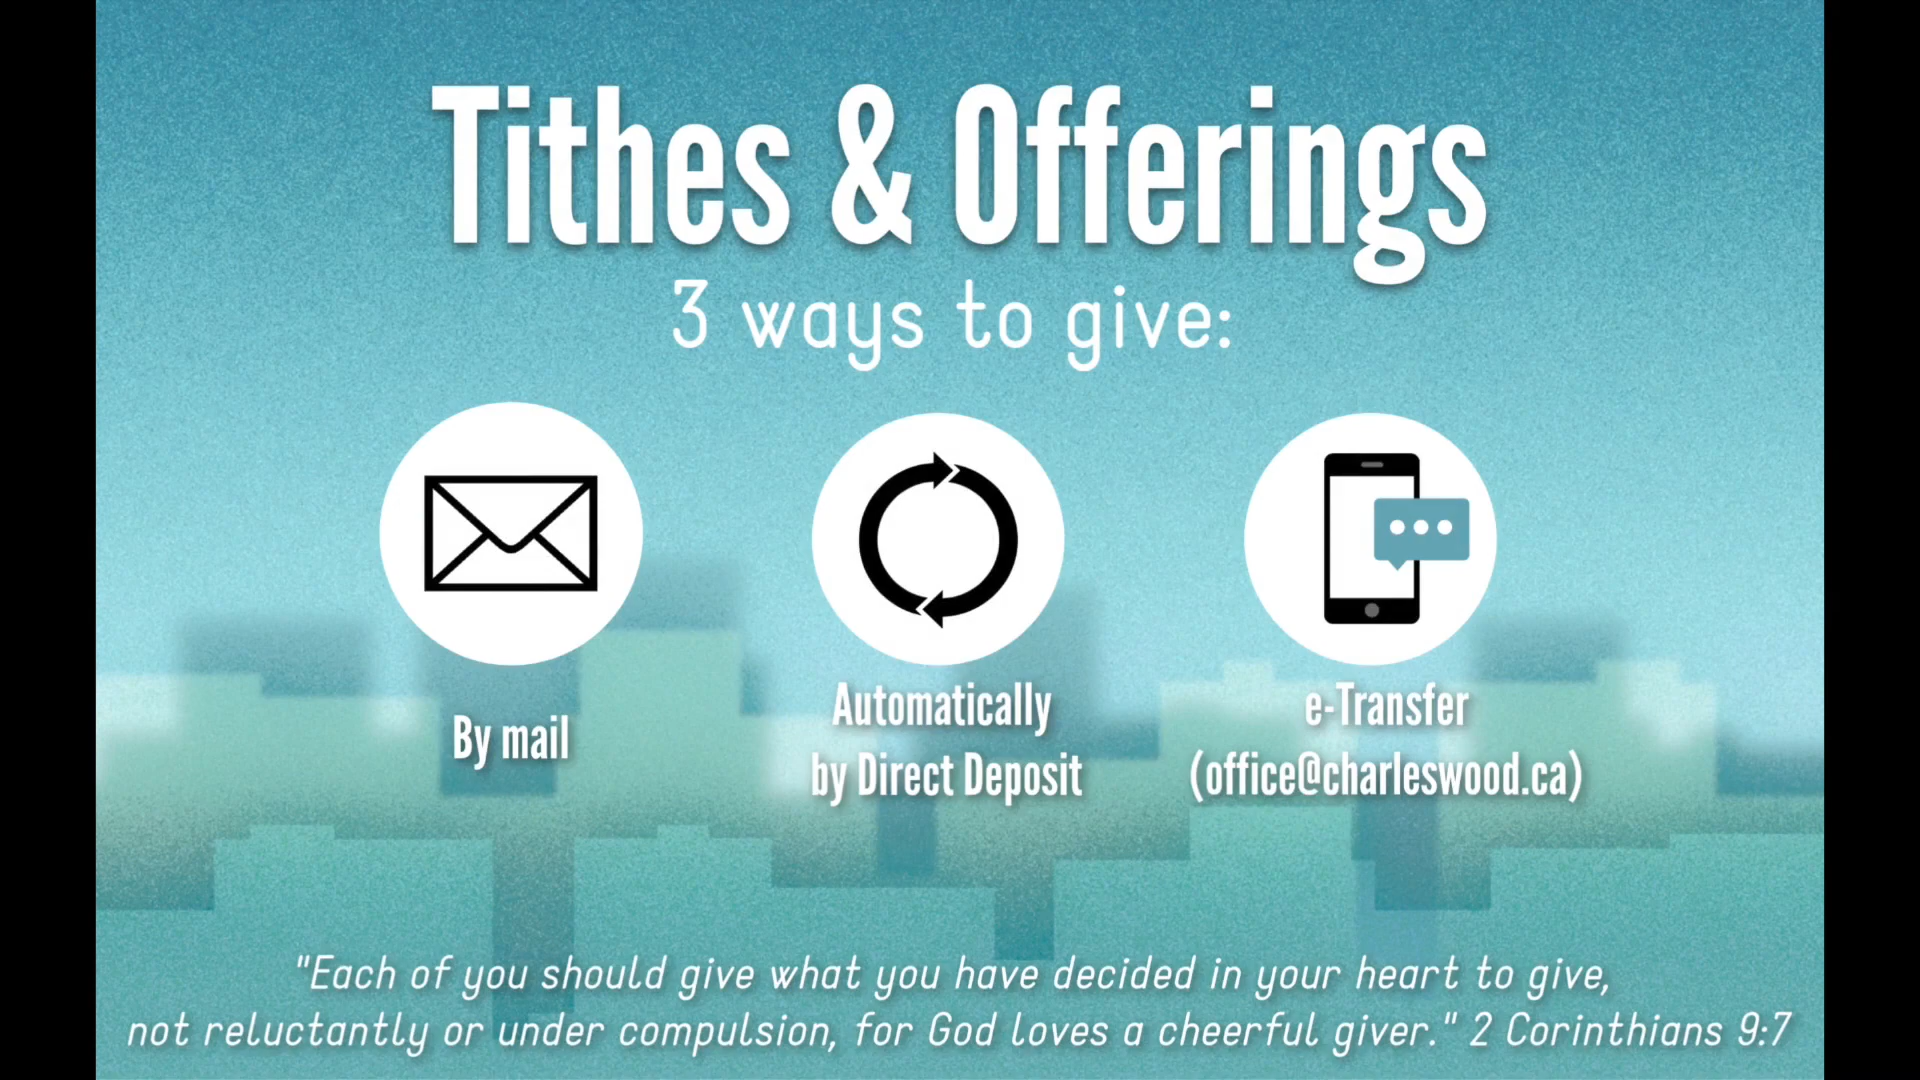 Tithes & Offerings
3 ways to give:
By mail
Automatically
by Direct Deposit
e-Transfer
(office@charleswood.ca)
"Each of you should give what you have decided in your heart to give,
not reluctantly or under compulsion, for God loves a cheerful giver." 2 Corinthians 9:7